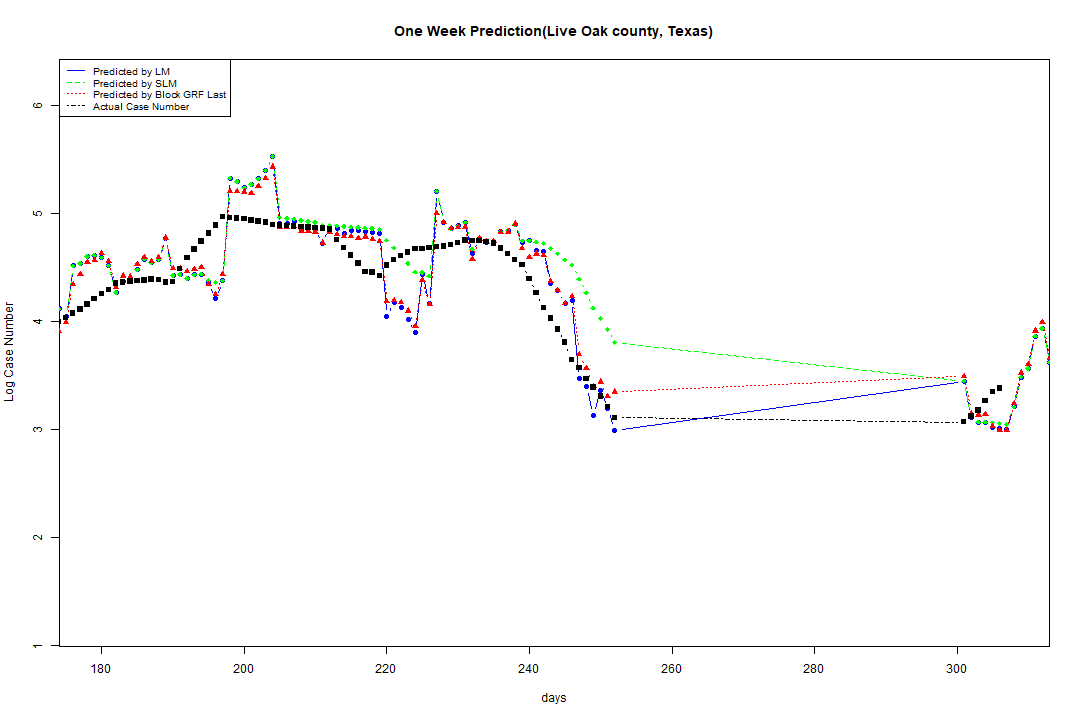 One Week Prediction(Live Oak county, Texas)
Predicted by LM
Predicted by SLM
Predicted by Block GRF Last
Actual Case Number
6
5
4
3
2
1
Log Case Number
180 200 220 240 260 280 300
days